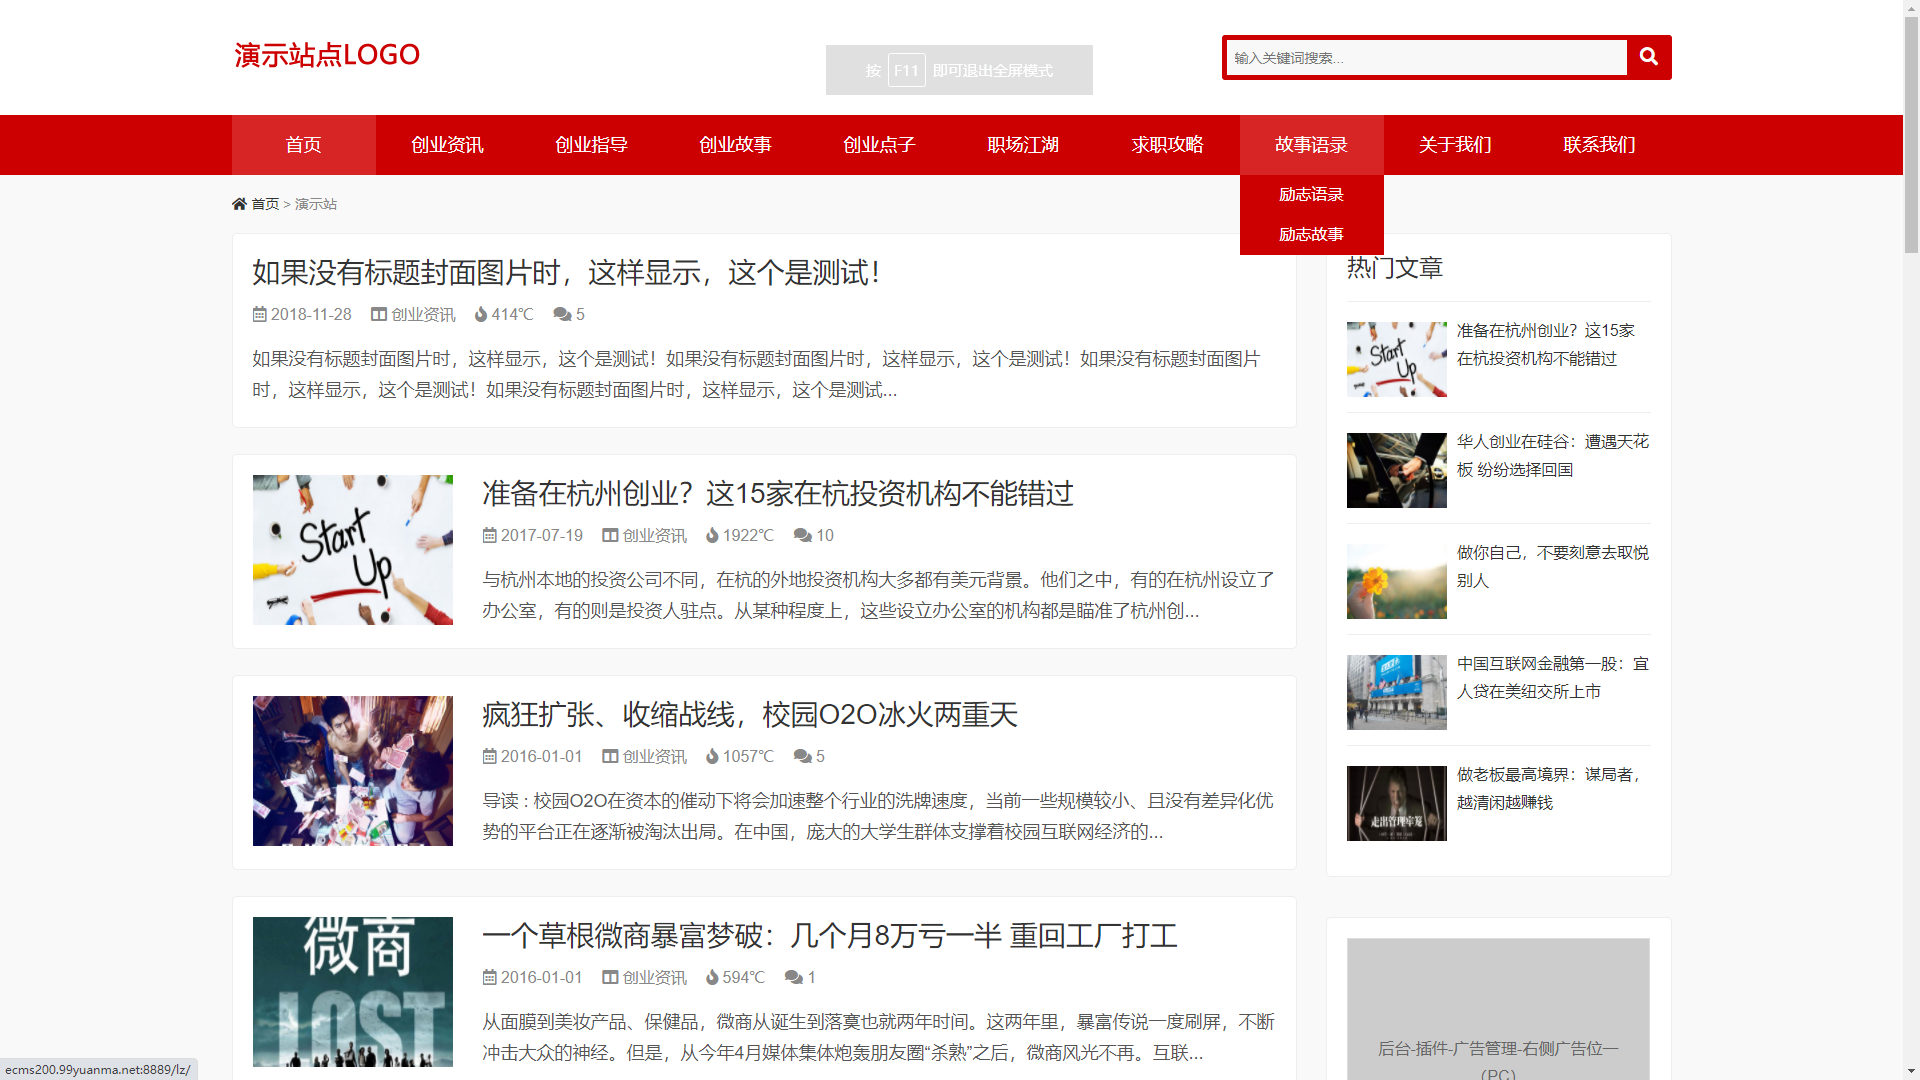 演示站点LOGO
按 F11 即可退出全屏模式
输入关键词搜索...
首页 创业资讯 创业指导 创业故事 创业点子 职场江湖 求职攻略 故事语录 关于我们 联系我们
励志语录
励志故事
首页 > 演示站
如果没有标题封面图片时，这样显示，这个是测试！
2018-11-28 创业资讯 414℃ 5
如果没有标题封面图片时，这样显示，这个是测试！如果没有标题封面图片时，这样显示，这个是测试！如果没有标题封面图片
时，这样显示，这个是测试！如果没有标题封面图片时，这样显示，这个是测试...
Start
Up
准备在杭州创业？这15家在杭投资机构不能错过
2017-07-19 创业资讯 1922℃ 10
与杭州本地的投资公司不同，在杭的外地投资机构大多都有美元背景。他们之中，有的在杭州设立了
办公室，有的则是投资人驻点。从某种程度上，这些设立办公室的机构都是瞄准了杭州创...
疯狂扩张、收缩战线，校园O2O冰火两重天
2016-01-01 创业资讯 1057℃ 5
导读 : 校园O2O在资本的催动下将会加速整个行业的洗牌速度，当前一些规模较小、且没有差异化优
势的平台正在逐渐被淘汰出局。在中国，庞大的大学生群体支撑着校园互联网经济的...
微商
LOST
一个草根微商暴富梦破：几个月8万亏一半 重回工厂打工
2016-01-01 创业资讯 594℃ 1
从面膜到美妆产品、保健品，微商从诞生到落寞也就两年时间。这两年里，暴富传说一度刷屏，不断
冲击大众的神经。但是，从今年4月媒体集体炮轰朋友圈“杀熟”之后，微商风光不再。互联...
热门文章
Start
Up
准备在杭州创业？这15家
在杭投资机构不能错过
华人创业在硅谷：遭遇天花
板 纷纷选择回国
做你自己，不要刻意去取悦
别人
中国互联网金融第一股：宜
人贷在美纽交所上市
走出管理牢笼
做老板最高境界：谋局者，
越清闲越赚钱
后台-插件-广告管理-右侧广告位一
(PC)
ecms200.99yuanma.net:8889/lz/